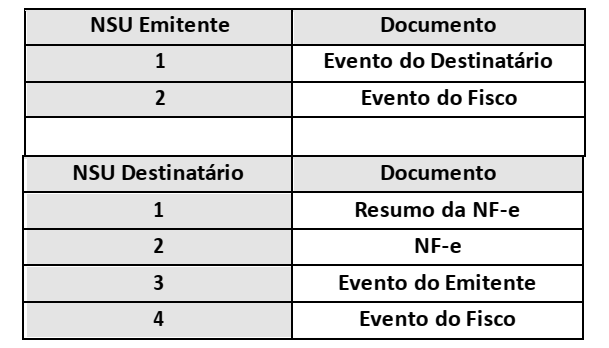 NSU Emitente Documento
1 Evento do Destinatário
2 Evento do Fisco
NSU Destinatário Documento
1 Resumo da NF-e
2 NF-e
3 Evento do Emitente
4 Evento do Fisco